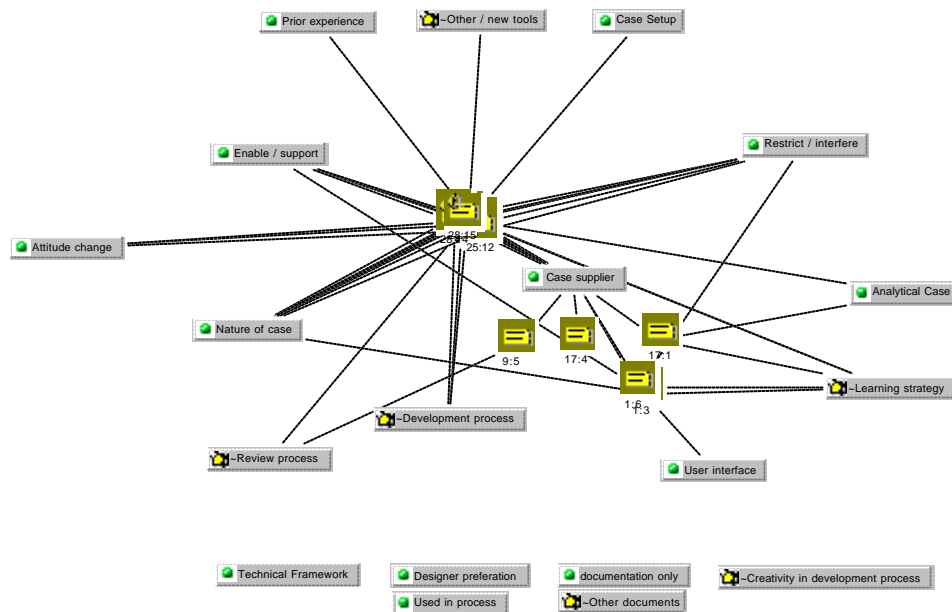 Prior experience
~Other / new tools
Case Setup
Enable / support
Restrict / interfere
28:15
25:12
Attitude change
Case supplier
Analytical Case
Nature of case
9:5
17:4
17:1
~Learning strategy
1:6
1:3
~Development process
~Review process
User interface
Technical Framework
Designer preferation
documentation only
~Creativity in development process
Used in process
~Other documents